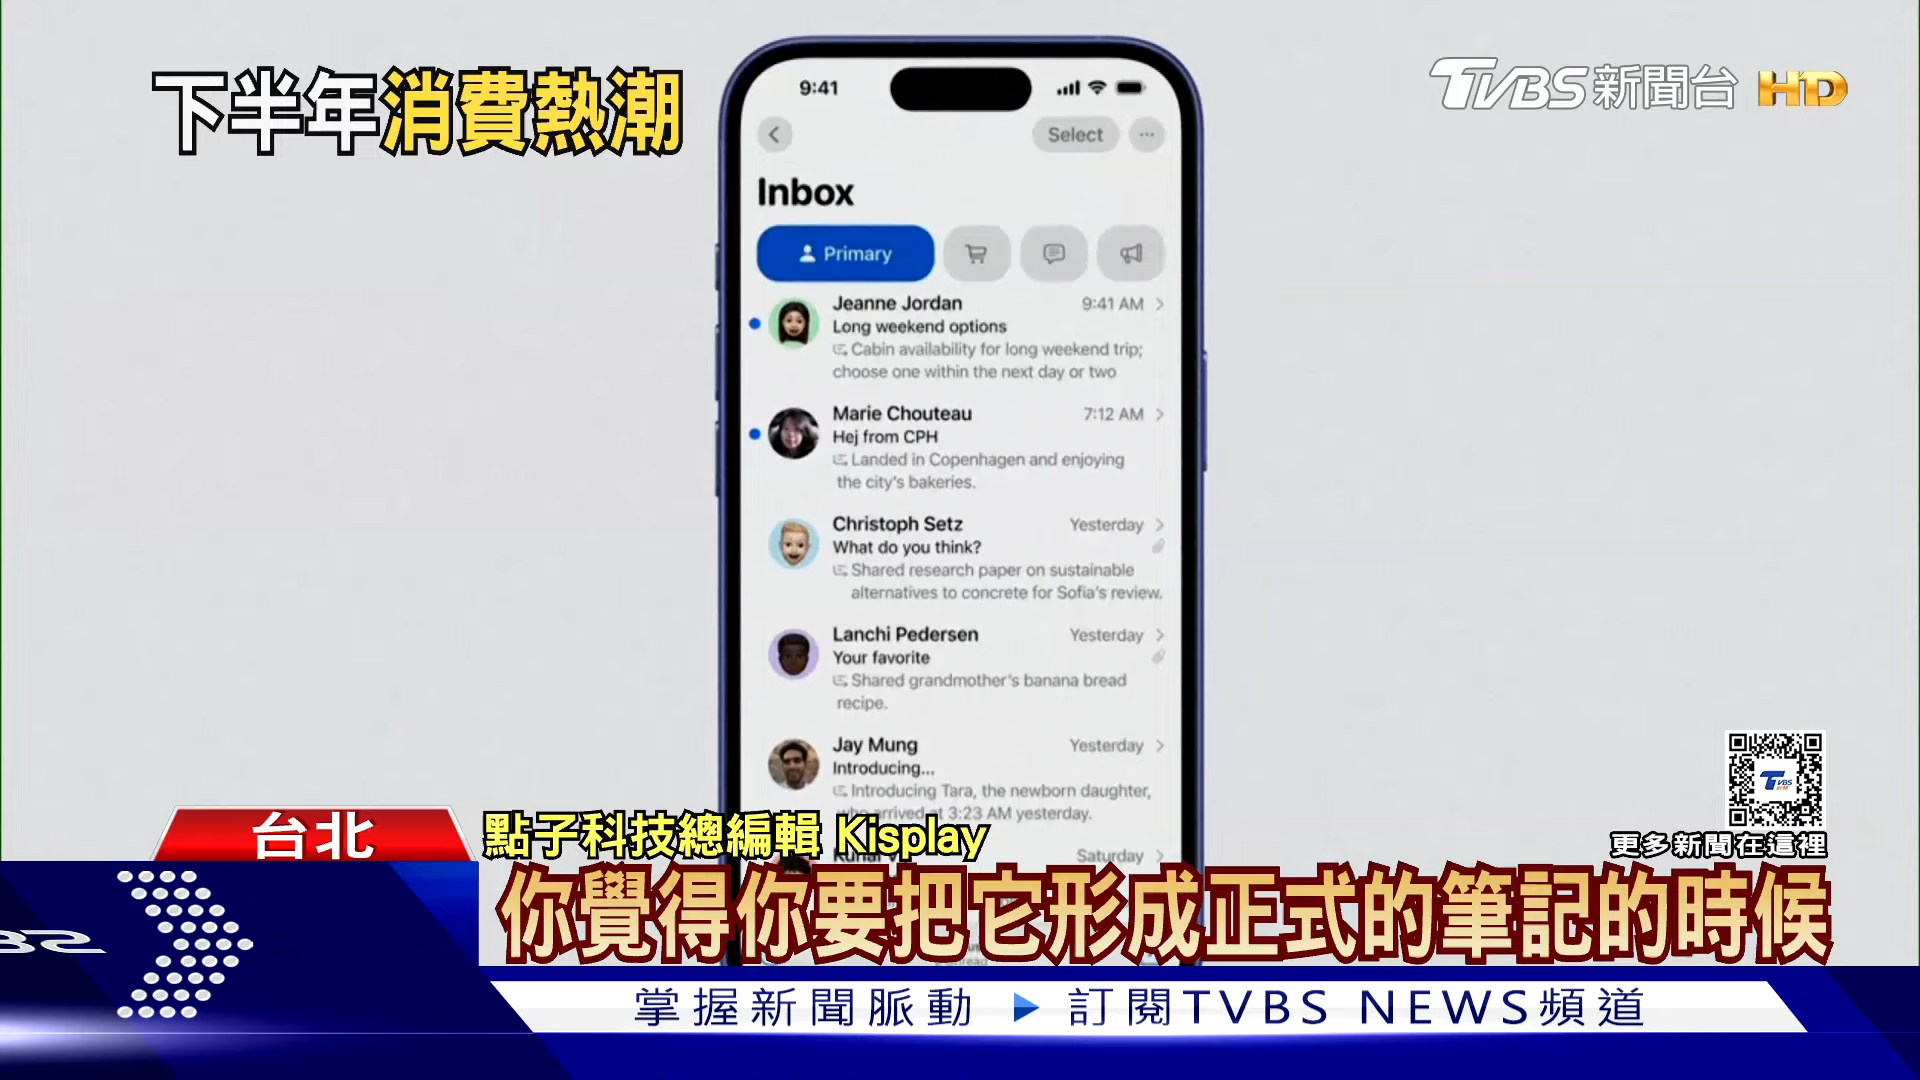 下半年消費熱潮
TVBS新聞台 HD
9:41
Select
Inbox
Primary
Jeanne Jordan 9:41 AM
Long weekend options
Cabin availability for long weekend trip;
choose one within the next day or two
Marie Chouteau 7:12 AM
Hej from CPH
Landed in Copenhagen and enjoying
the city's bakeries.
Christoph Setz Yesterday
What do you think?
Shared research paper on sustainable
alternatives to concrete for Sofia's review.
Lanchi Pedersen Yesterday
Your favorite
Shared grandmother's banana bread
recipe.
Jay Mung Yesterday
Introducing...
Introducing Tara, the newborn daughter,
who arrived at 3:23 AM yesterday.
Saturday
TVBS
更多新聞在這裡
台北
點子科技總編輯 Kisplay
你覺得你要把它形成正式的筆記的時候
掌握新聞脈動 ▶ 訂閱TVBS NEWS頻道